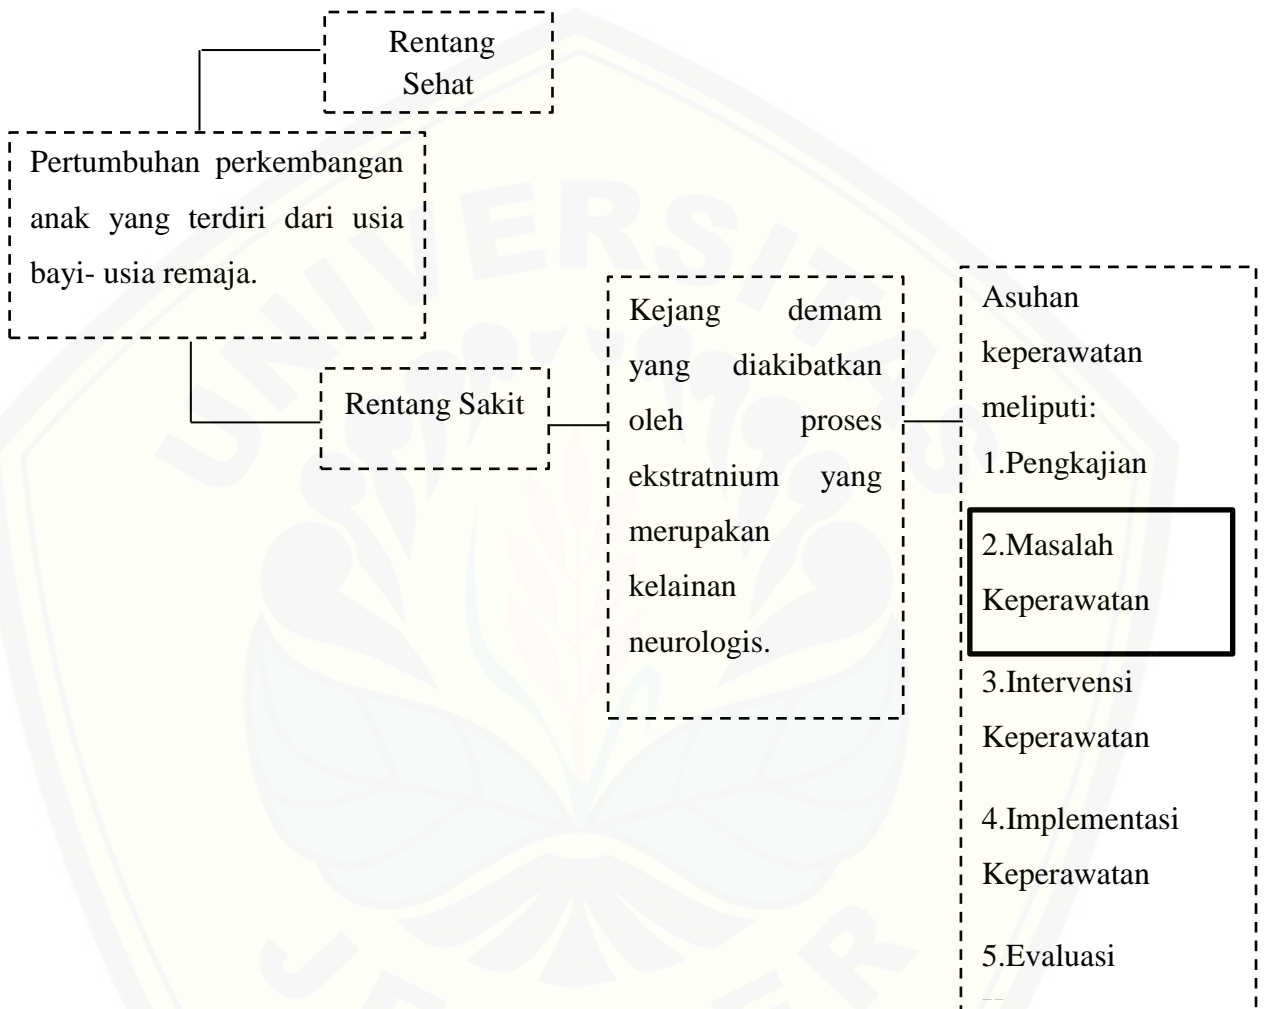 Rentang
Sehat
Pertumbuhan perkembangan
anak yang terdiri dari usia
bayi- usia remaja.
Rentang Sakit
Kejang demam
yang diakibatkan
oleh proses
ekstratnium yang
merupakan
kelainan
neurologis.
Asuhan
keperawatan
meliputi:
1.Pengkajian
2.Masalah
Keperawatan
3.Intervensi
Keperawatan
4.Implementasi
Keperawatan
5.Evaluasi
UNIVERSITAS